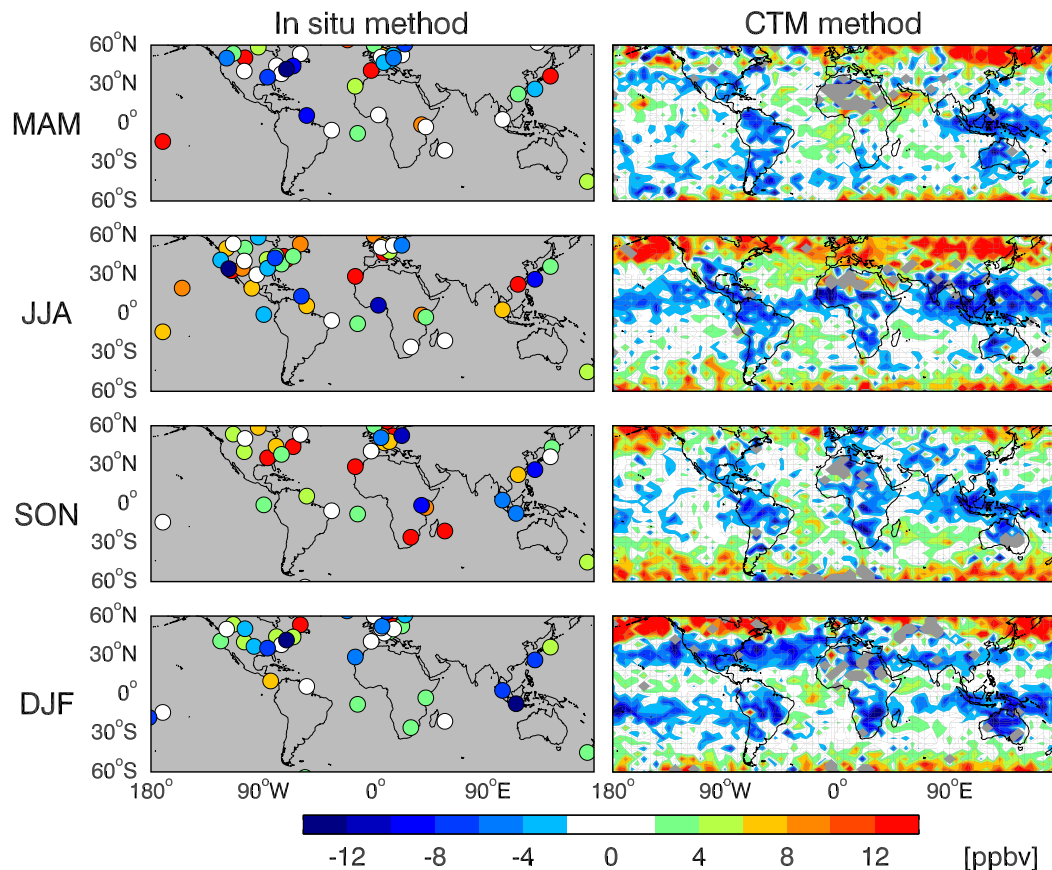 In situ method CTM method
60°N
30°N
MAM 0°
30°S
60°S
60°N
30°N
JJA 0°
30°S
60°S
60°N
30°N
SON 0°
30°S
60°S
60°N
30°N
DJF 0°
30°S
60°S
180° 90°W 0° 90°E 180° 90°W 0° 90°E
-12 -8 -4 0 4 8 12 [ppbv]